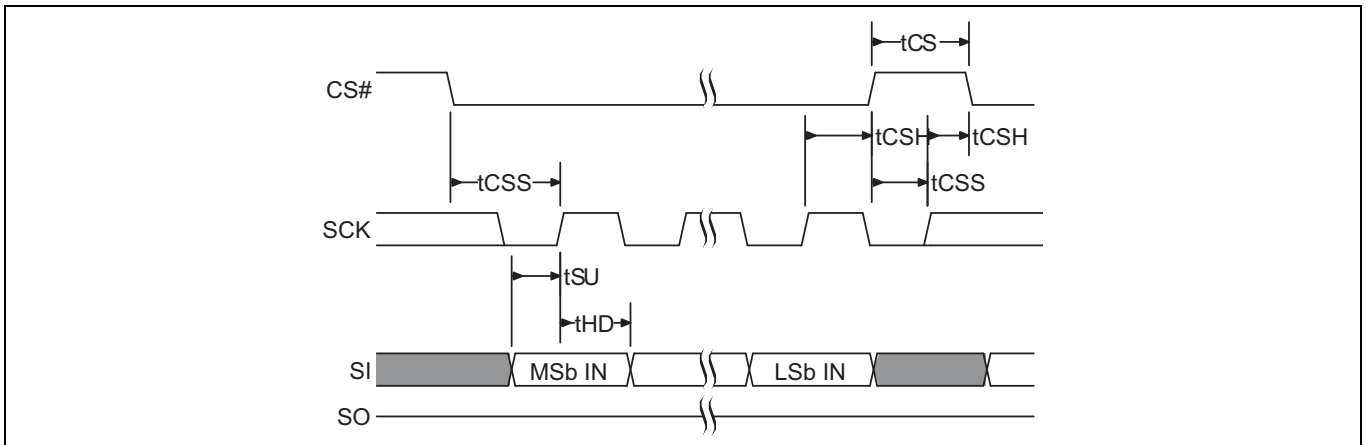 tCS
CS#
tCSH tCSH
tCSS tCSS
SCK
tSU
tHD
SI MSb IN LSb IN
SO